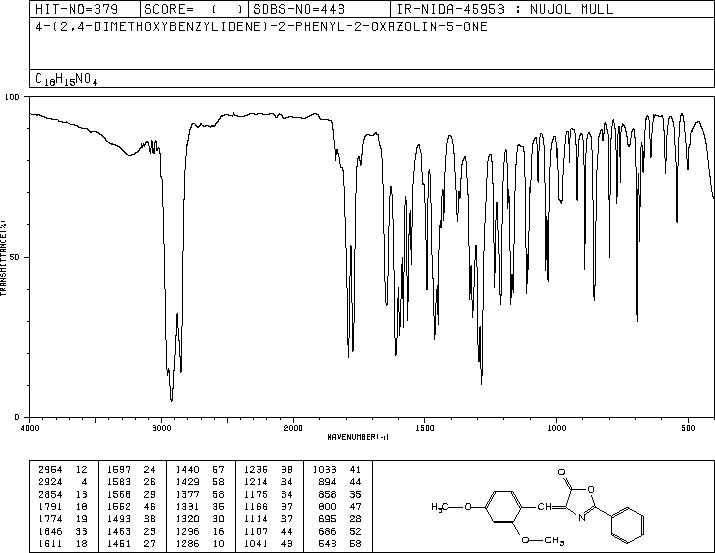 HIT-NO=379 SCORE= ( ) SDBS-NO=443 IR-NIDA-45953 : NUJOL MULL
4-(2,4-DIMETHOXYBENZYLIDENE)-2-PHENYL-2-OXAZOLIN-5-ONE
C18H15NO4
100
50
0
TRANSMITTANCE(%)
4000 3000 2000 1500 1000 500
WAVENUMBER(-1)
2954 12 1597 24 1440 67 1236 38 1033 41
2924 4 1583 26 1429 58 1214 34 894 44
2854 13 1568 29 1377 58 1175 34 858 35
1791 18 1552 46 1331 35 1166 37 800 47
1774 19 1493 38 1320 30 1114 37 695 28
1646 33 1463 23 1296 16 1107 44 686 52
1611 18 1451 27 1286 10 1041 43 543 58
O
O
H3C O CH N
O CH3